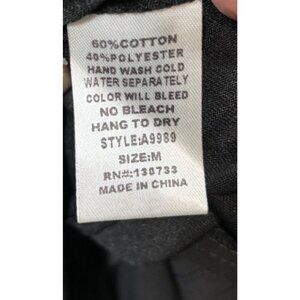 60%COTTON
40%POLYESTER
HAND WASH COLD
WATER SEPARATELY
COLOR WILL BLEED
NO BLEACH
HANG TO DRY
STYLE:A9989
SIZE:M
RN#:130733
MADE IN CHINA